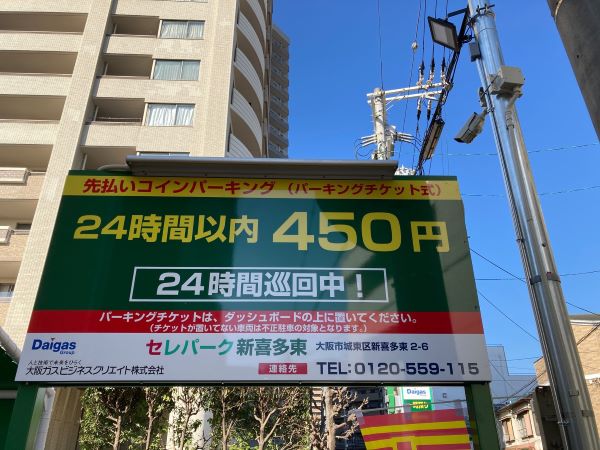 先払いコインパーキング（パーキングチケット式）
24時間以内 450円
24時間巡回中！
パーキングチケットは、ダッシュボードの上に置いてください。
（チケットが置いてない車両は不正駐車の対象となります。）
Daigas
Group
人と技術で未来をひらく
大阪ガスビジネスクリエイト株式会社
セレパーク 新喜多東 大阪市城東区新喜多東 2-6
連絡先 TEL:0120-559-115
Daigas